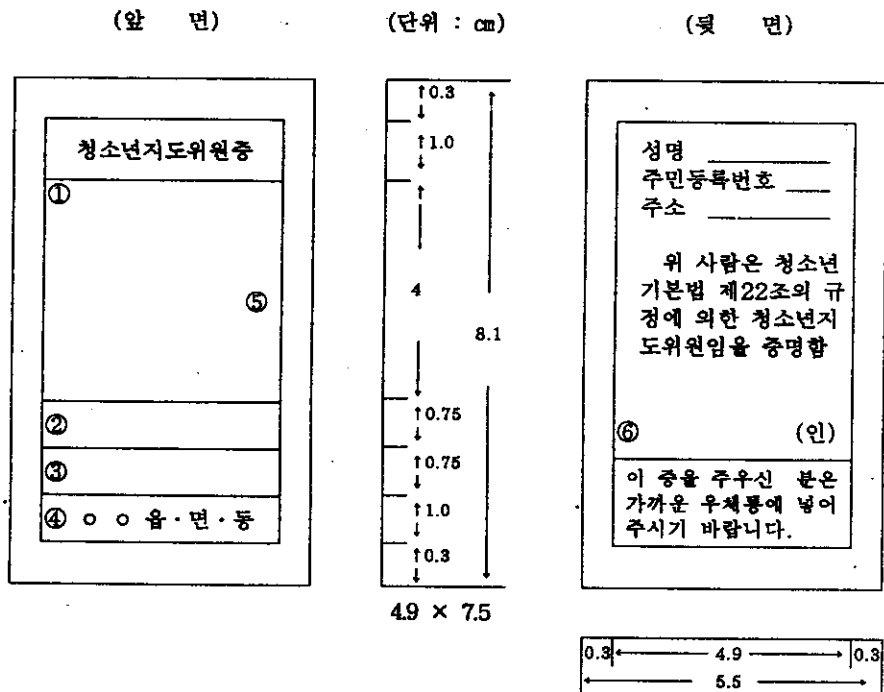 (앞 면) (단위 : cm) (뒷 면)
청소년지도위원증
①
⑤
②
③
④ ○ ○ 읍·면·동
↑0.3
↓
↑1.0
↓
↑
↓
4
8.1
↑0.75
↓
↑0.75
↓
↑1.0
↓
↑0.3
↓
4.9 × 7.5
성명
주민등록번호
주소
위 사람은 청소년
기본법 제22조의 규
정에 의한 청소년지
도위원임을 증명함
⑥ (인)
이 증을 주우신 분은
가까운 우체통에 넣어
주시기 바랍니다.
0.3 4.9 0.3
5.5